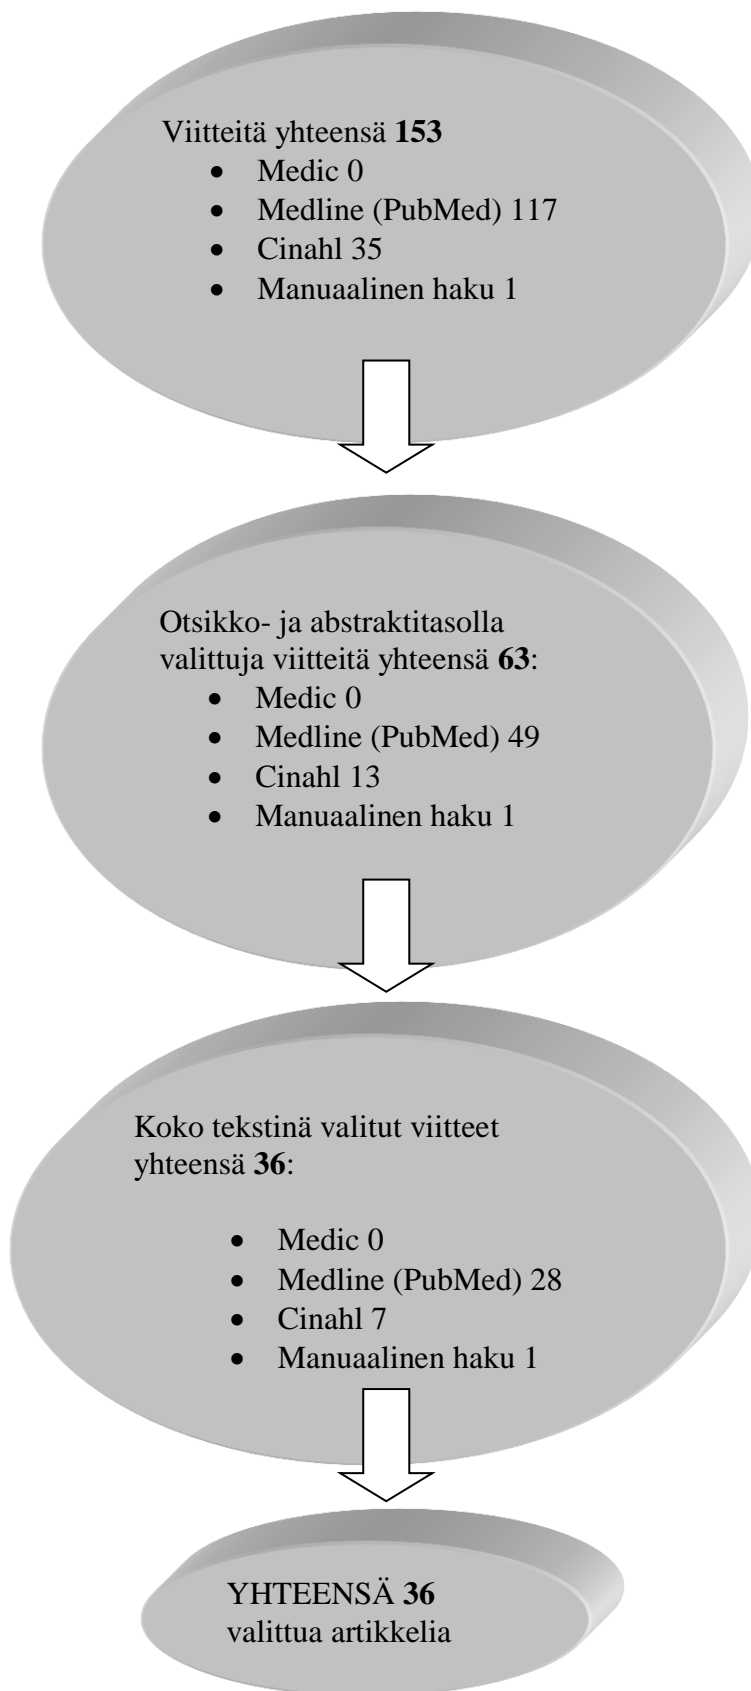 Viitteitä yhteensä 153
• Medic 0
• Medline (PubMed) 117
• Cinahl 35
• Manuaalinen haku 1
Otsikko- ja abstraktitasolla
valittuja viitteitä yhteensä 63:
• Medic 0
• Medline (PubMed) 49
• Cinahl 13
• Manuaalinen haku 1
Koko tekstinä valitut viitteet
yhteensä 36:
• Medic 0
• Medline (PubMed) 28
• Cinahl 7
• Manuaalinen haku 1
YHTEENSÄ 36
valittua artikkelia